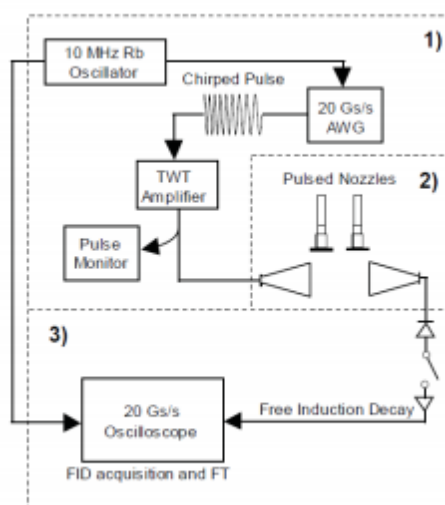 10 MHz Rb
Oscillator
1)
Chirped Pulse
20 Gs/s
AWG
TWT
Amplifier
Pulsed Nozzles
2)
Pulse
Monitor
3)
20 Gs/s
Oscilloscope
Free Induction Decay
FID acquisition and FT